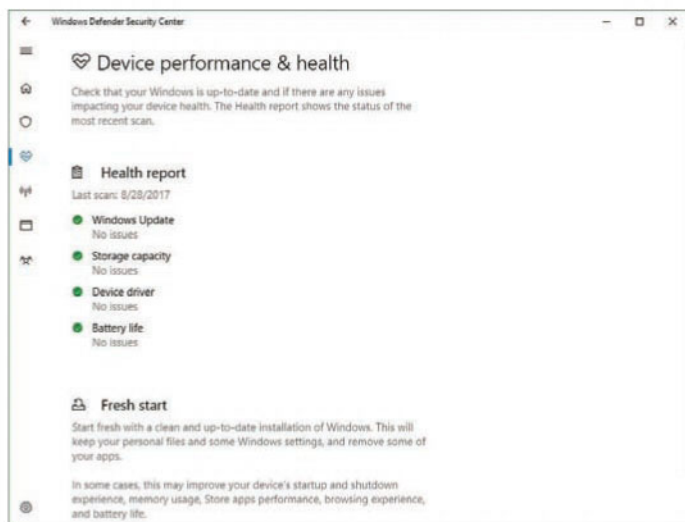 Windows Defender Security Center
Device performance & health
Check that your Windows is up-to-date and if there are any issues
impacting your device health. The Health report shows the status of the
most recent scan.
Health report
Last scan: 8/28/2017
Windows Update
No issues
Storage capacity
No issues
Device driver
No issues
Battery life
No issues
Fresh start
Start fresh with a clean and up-to-date installation of Windows. This will
keep your personal files and some Windows settings, and remove some of
your apps.
In some cases, this may improve your device's startup and shutdown
experience, memory usage, Store apps performance, browsing experience,
and battery life.